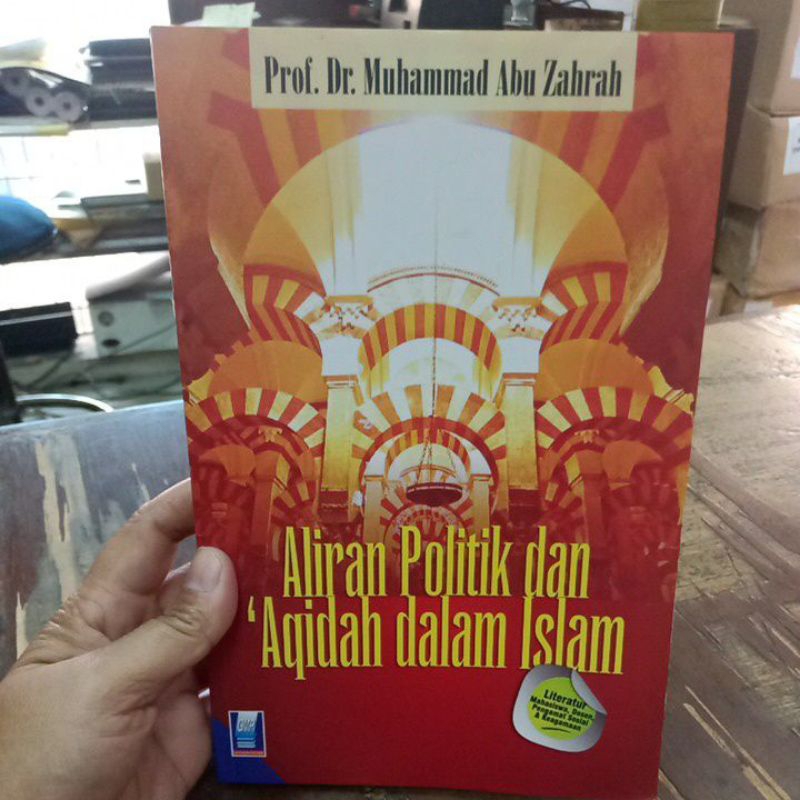 Prof. Dr. Muhammad Abu Zahrah
Aliran Politik dan
'Aqidah dalam Islam
Literatur
Mahasiswa, Dosen,
Pengamat Sosial
& Keagamaan